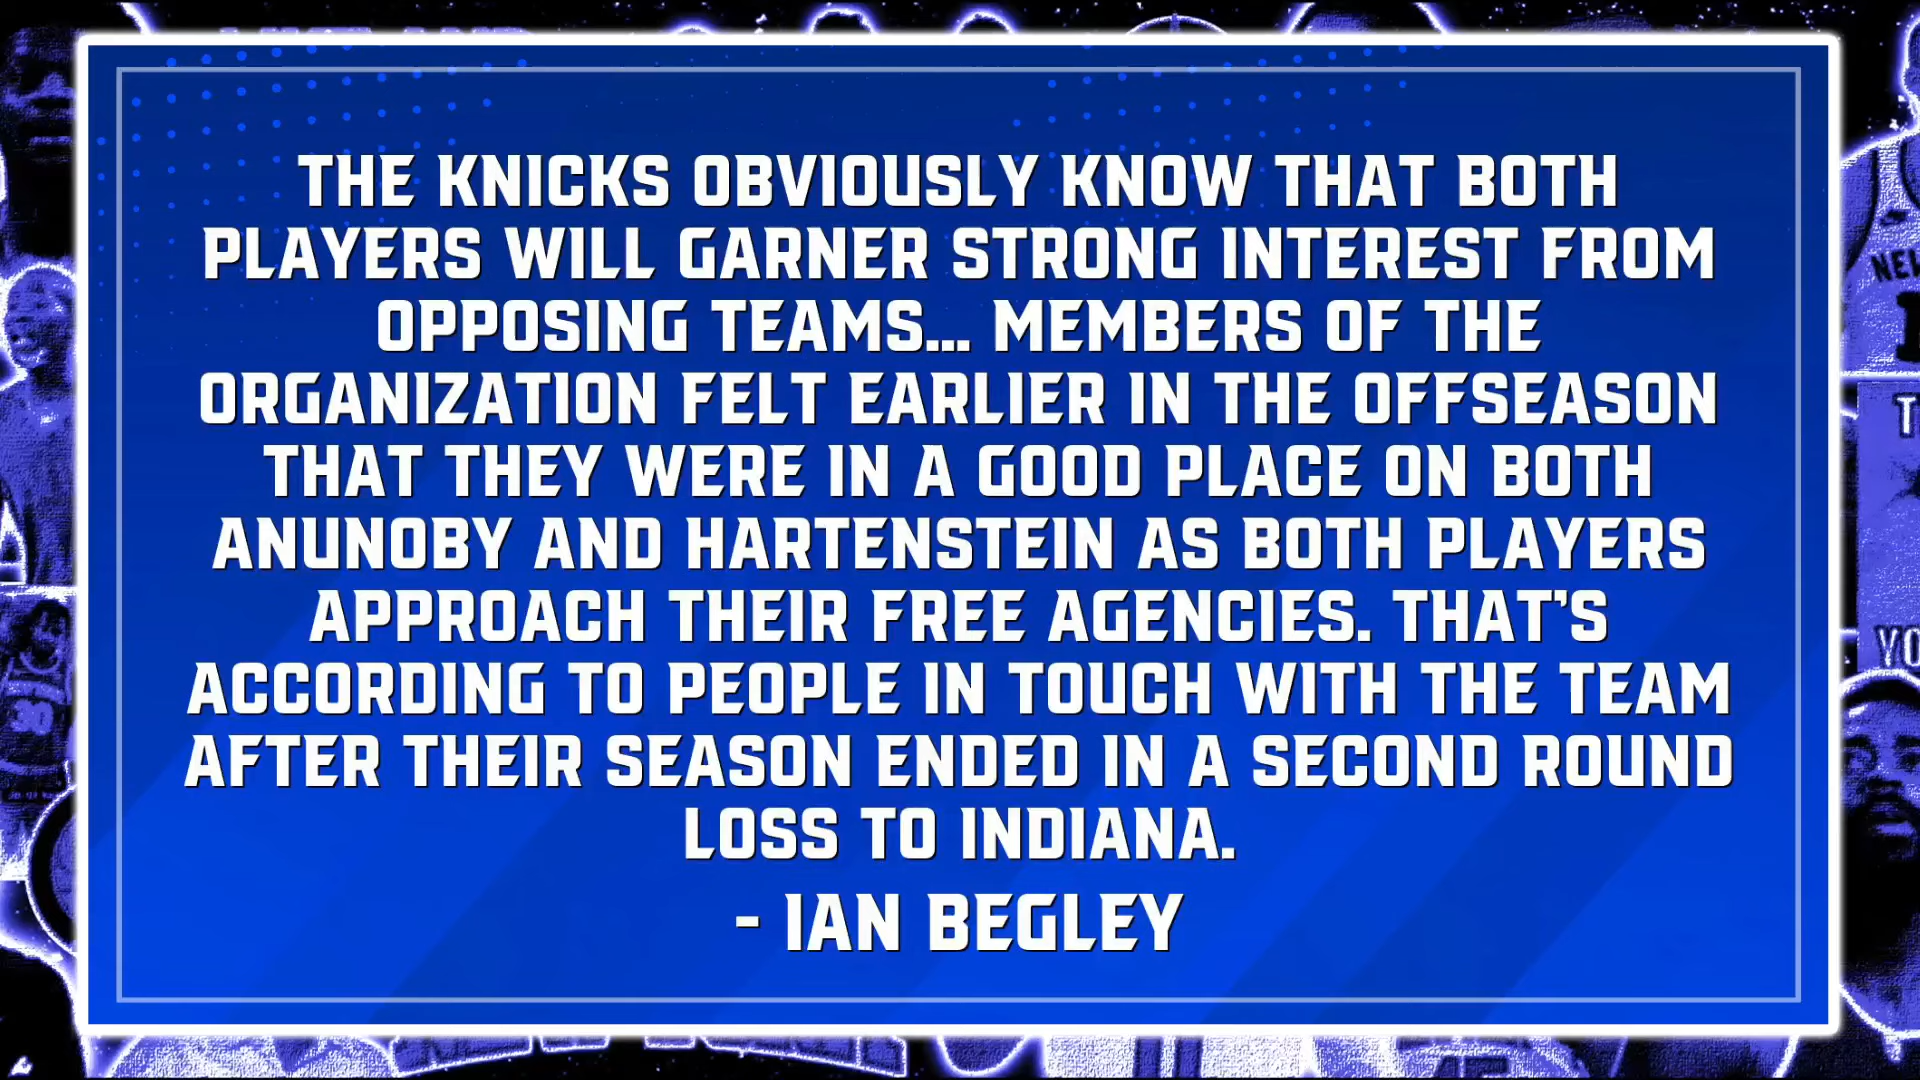 THE KNICKS OBVIOUSLY KNOW THAT BOTH
PLAYERS WILL GARNER STRONG INTEREST FROM
OPPOSING TEAMS... MEMBERS OF THE
ORGANIZATION FELT EARLIER IN THE OFFSEASON
THAT THEY WERE IN A GOOD PLACE ON BOTH
ANUNOBY AND HARTENSTEIN AS BOTH PLAYERS
APPROACH THEIR FREE AGENCIES. THAT'S
ACCORDING TO PEOPLE IN TOUCH WITH THE TEAM
AFTER THEIR SEASON ENDED IN A SECOND ROUND
LOSS TO INDIANA.
- IAN BEGLEY
30